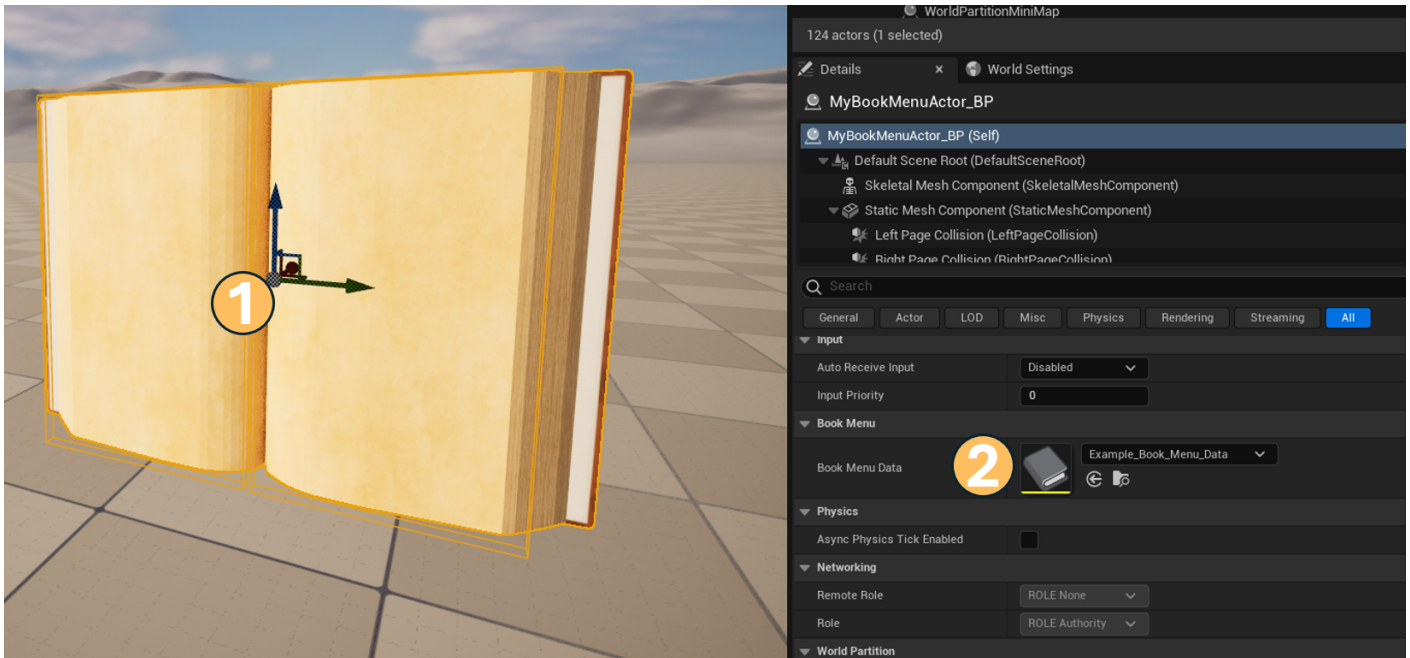 WorldPartitionMiniMap
124 actors (1 selected)
Details × World Settings
MyBookMenuActor_BP
MyBookMenuActor_BP (Self)
Default Scene Root (DefaultSceneRoot)
Skeletal Mesh Component (SkeletalMeshComponent)
Static Mesh Component (StaticMeshComponent)
Left Page Collision (LeftPageCollision)
Right Page Collision (RightPageCollision)
Search
General Actor LOD Misc Physics Rendering Streaming All
Input
Auto Receive Input Disabled
Input Priority 0
Book Menu
Book Menu Data 2 Example_Book_Menu_Data
Physics
Async Physics Tick Enabled
Networking
Remote Role ROLE None
Role ROLE Authority
World Partition
1